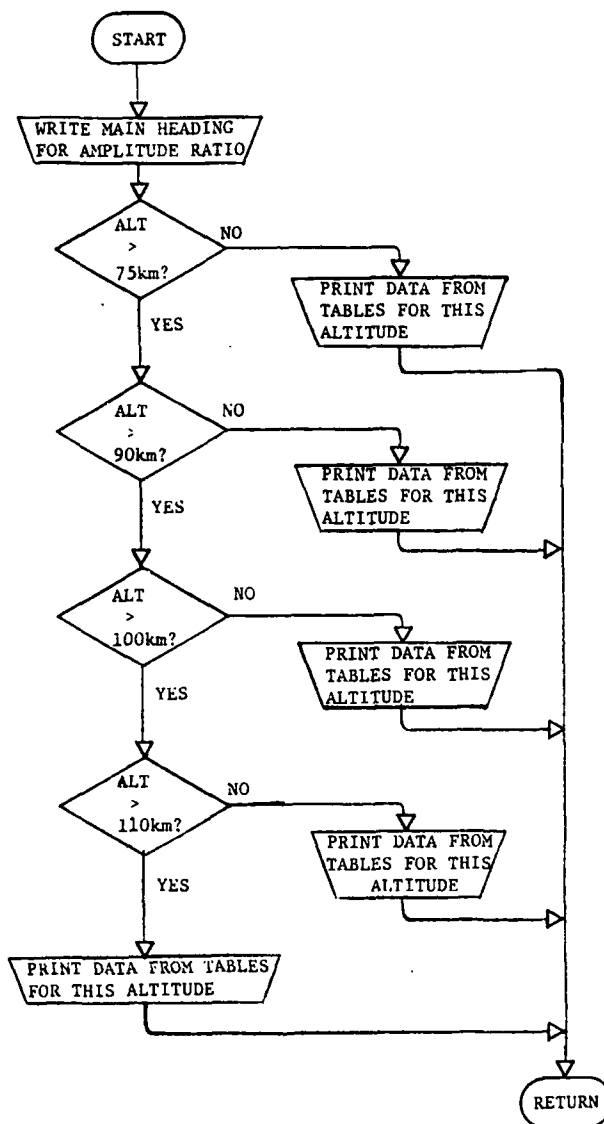 START
WRITE MAIN HEADING
FOR AMPLITUDE RATIO
ALT
>
75km?
NO
PRINT DATA FROM
TABLES FOR THIS
ALTITUDE
YES
ALT
>
90km?
NO
PRINT DATA FROM
TABLES FOR THIS
ALTITUDE
YES
ALT
>
100km?
NO
PRINT DATA FROM
TABLES FOR THIS
ALTITUDE
YES
ALT
>
110km?
NO
PRINT DATA FROM
TABLES FOR THIS
ALTITUDE
YES
PRINT DATA FROM TABLES
FOR THIS ALTITUDE
RETURN